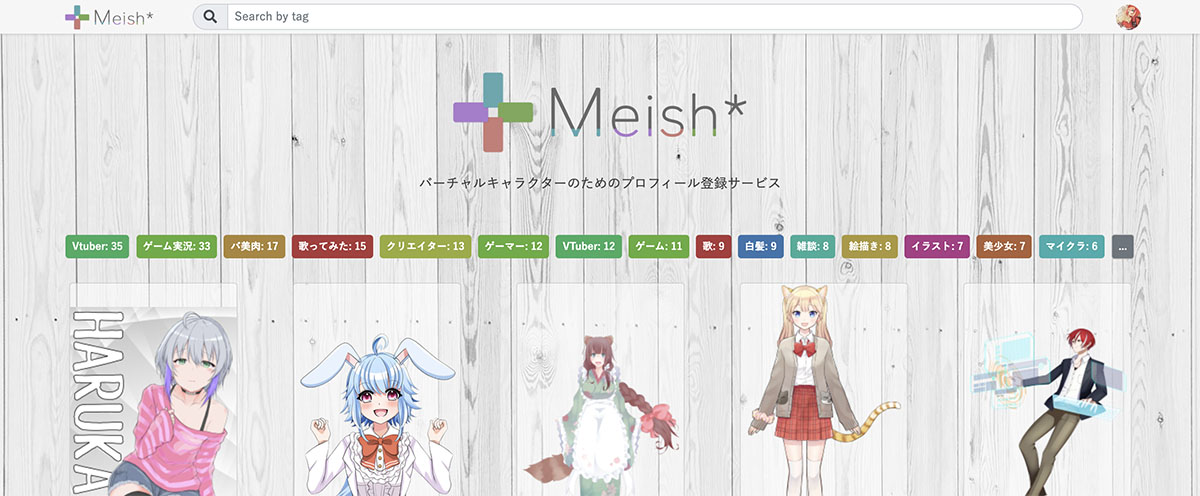 Meish*
Search by tag
Meish*
バーチャルキャラクターのためのプロフィール登録サービス
Vtuber: 35 ゲーム実況: 33 バ美肉: 17 歌ってみた: 15 クリエイター: 13 ゲーマー: 12 VTuber: 12 ゲーム: 11 歌: 9 白髪: 9 雑談: 8 絵描き: 8 イラスト: 7 美少女: 7 マイクラ: 6 ...
HARUKA